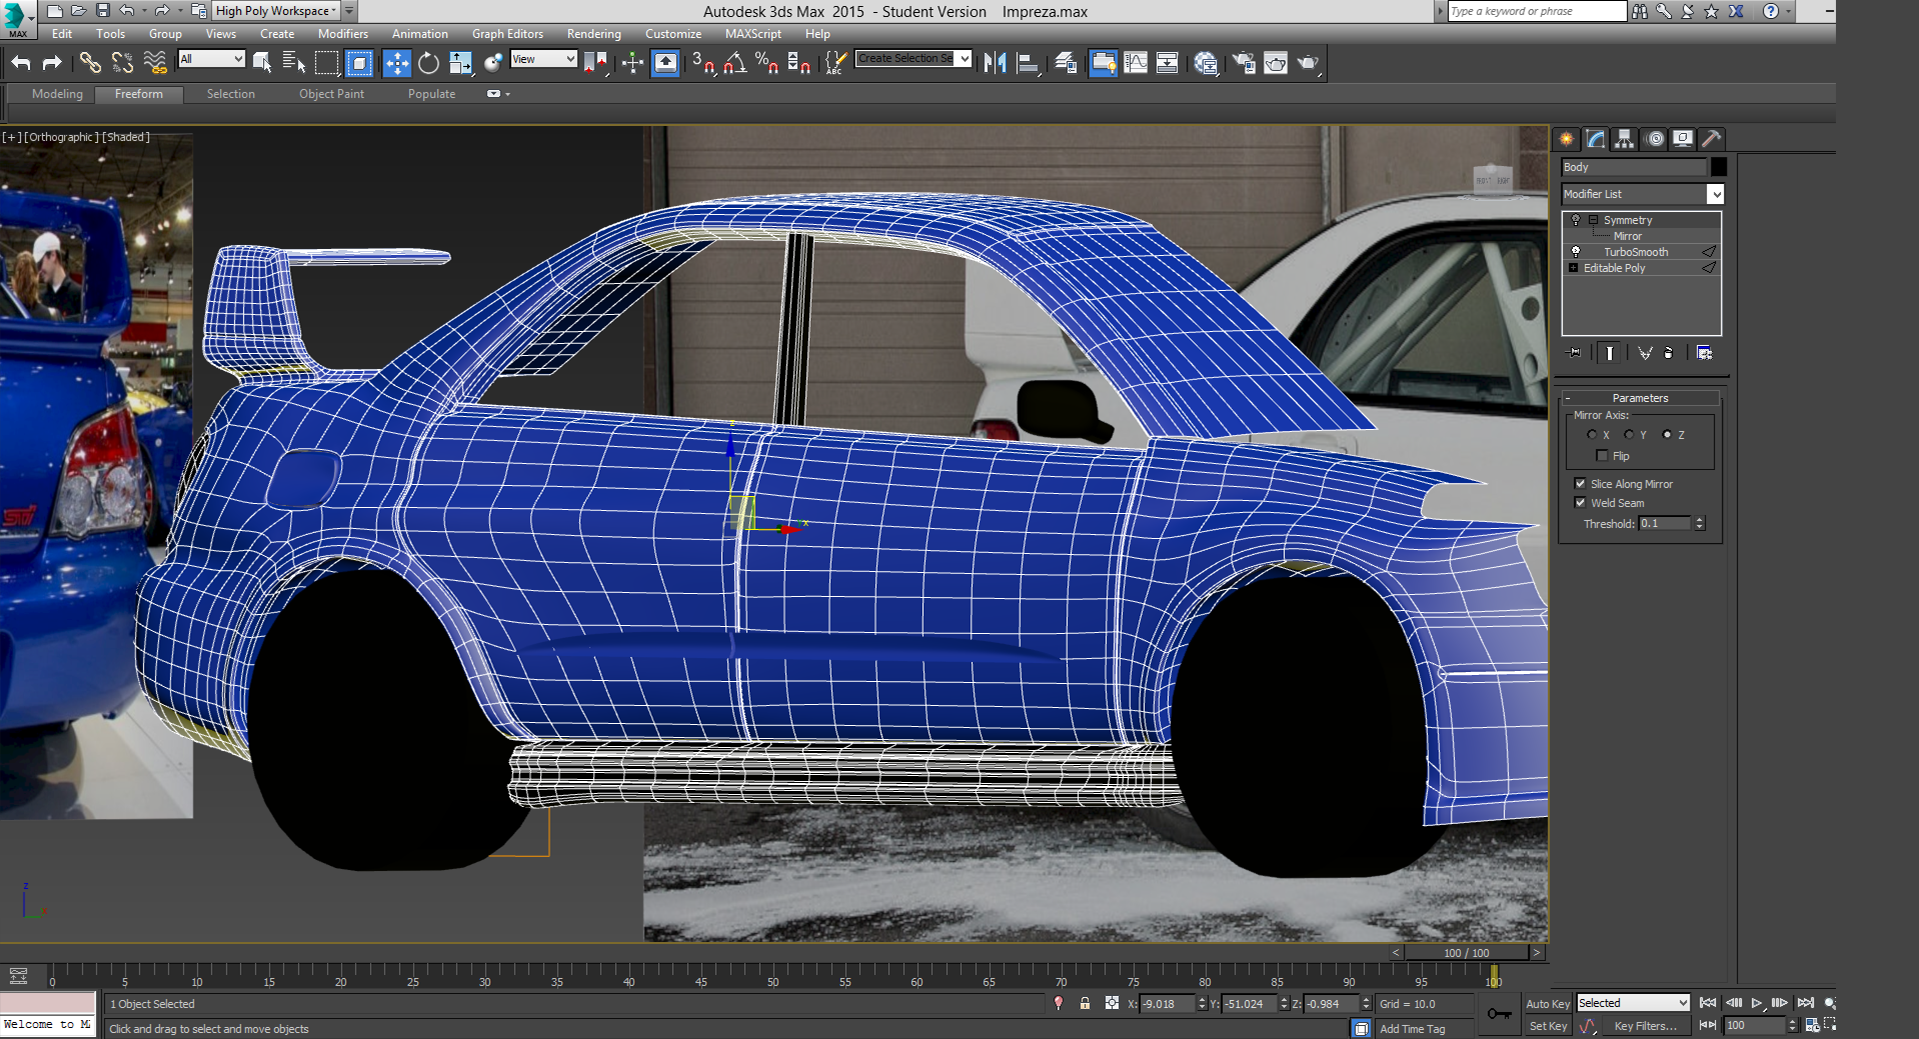 High Poly Workspace
Autodesk 3ds Max 2015 - Student Version Impreza.max
Type a keyword or phrase
MAX
Edit Tools Group Views Create Modifiers Animation Graph Editors Rendering Customize MAXScript Help
All
View
3
%
ABC
Create Selection Se
Modeling Freeform Selection Object Paint Populate
[+] [Orthographic] [Shaded]
Body
Modifier List
Symmetry
Mirror
TurboSmooth
Editable Poly
- Parameters
Mirror Axis:
X Y Z
Flip
Slice Along Mirror
Weld Seam
Threshold: 0.1
STI
z
x
z
x
< 100 / 100 >
0 5 10 15 20 25 30 35 40 45 50 55 60 65 70 75 80 85 90 95 100
1 Object Selected
X: -9.018 Y: -51.024 Z: -0.984 Grid = 10.0
Auto Key Selected
Welcome to M
Click and drag to select and move objects
Add Time Tag
Set Key Key Filters... 100